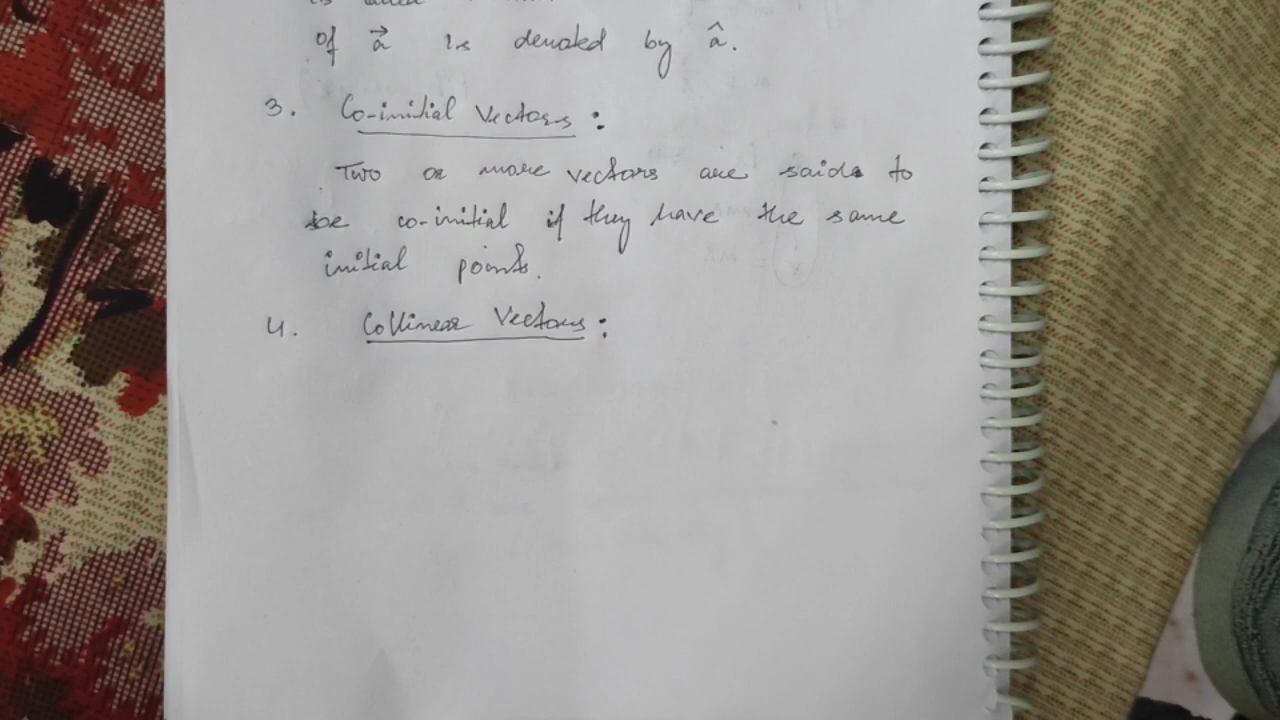 of a⃗ is denoted by â.
3. Co-initial Vectors :
Two or more vectors are said to
be co-initial if they have the same
initial points.
4. Collinear Vectors :